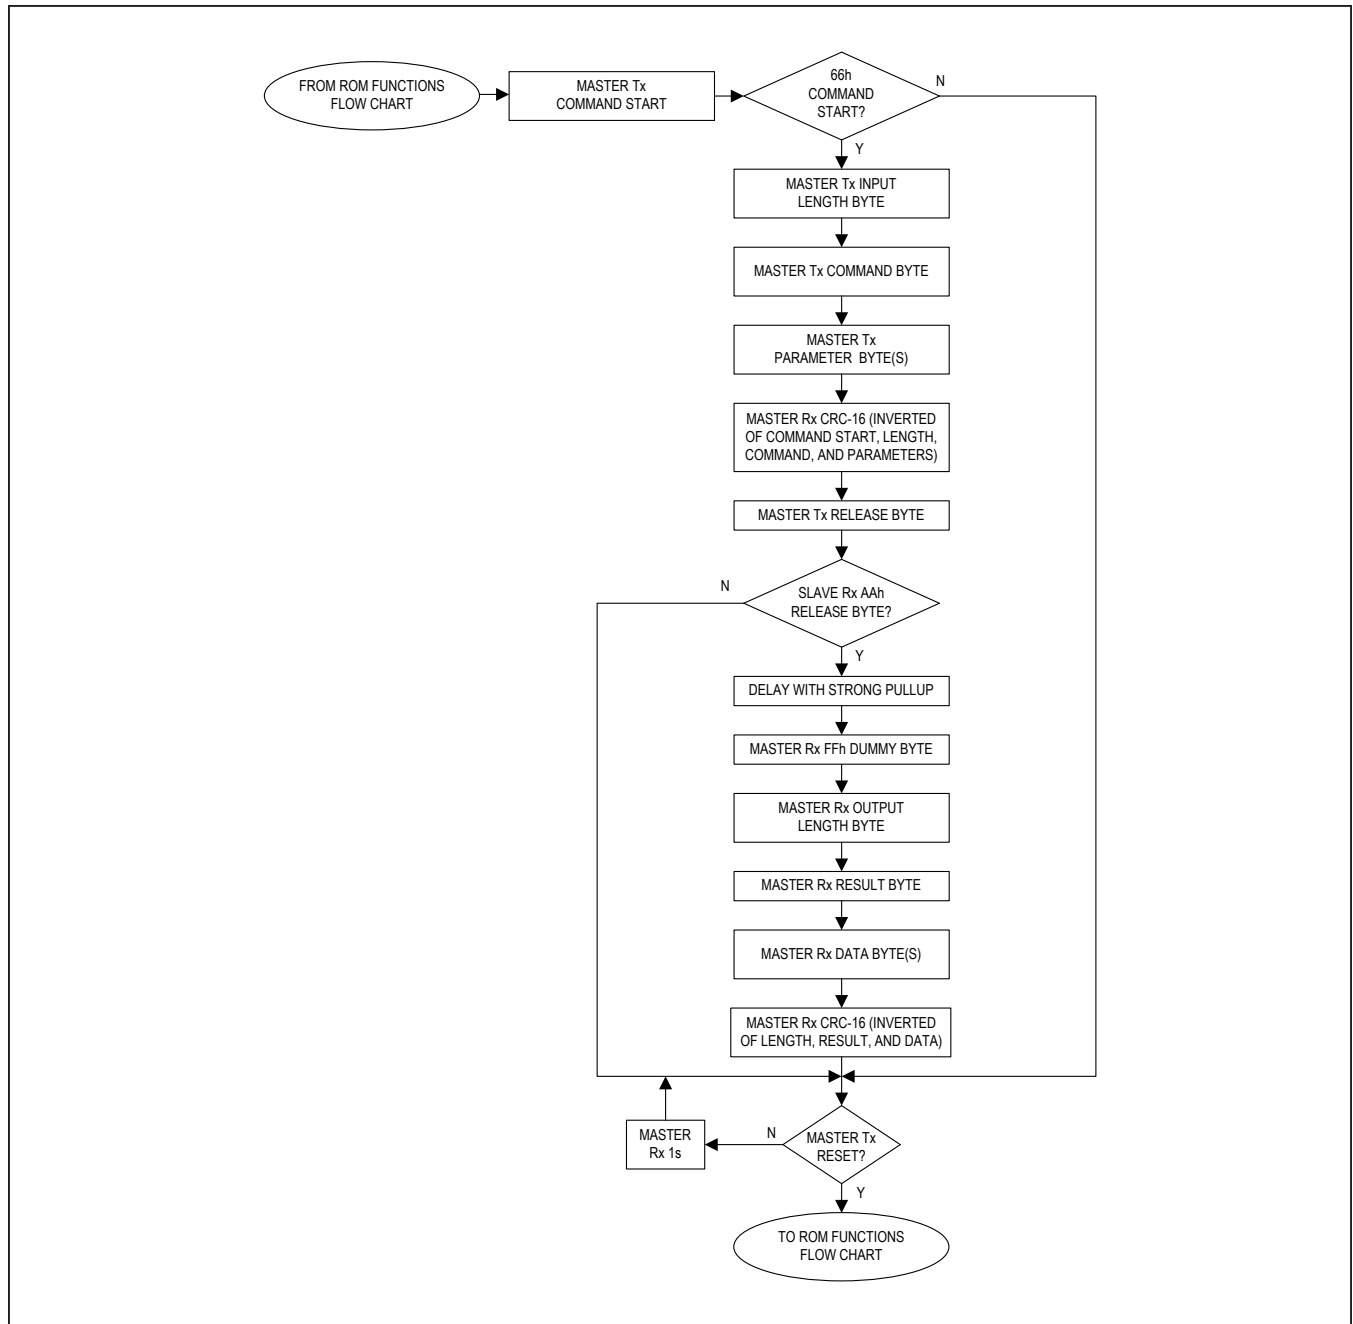 FROM ROM FUNCTIONS
FLOW CHART
MASTER Tx
COMMAND START
66h
COMMAND
START?
N
Y
MASTER Tx INPUT
LENGTH BYTE
MASTER Tx COMMAND BYTE
MASTER Tx
PARAMETER BYTE(S)
MASTER Rx CRC-16 (INVERTED
OF COMMAND START, LENGTH,
COMMAND, AND PARAMETERS)
MASTER Tx RELEASE BYTE
N
SLAVE Rx AAh
RELEASE BYTE?
Y
DELAY WITH STRONG PULLUP
MASTER Rx FFh DUMMY BYTE
MASTER Rx OUTPUT
LENGTH BYTE
MASTER Rx RESULT BYTE
MASTER Rx DATA BYTE(S)
MASTER Rx CRC-16 (INVERTED
OF LENGTH, RESULT, AND DATA)
MASTER
Rx 1s
N
MASTER Tx
RESET?
Y
TO ROM FUNCTIONS
FLOW CHART